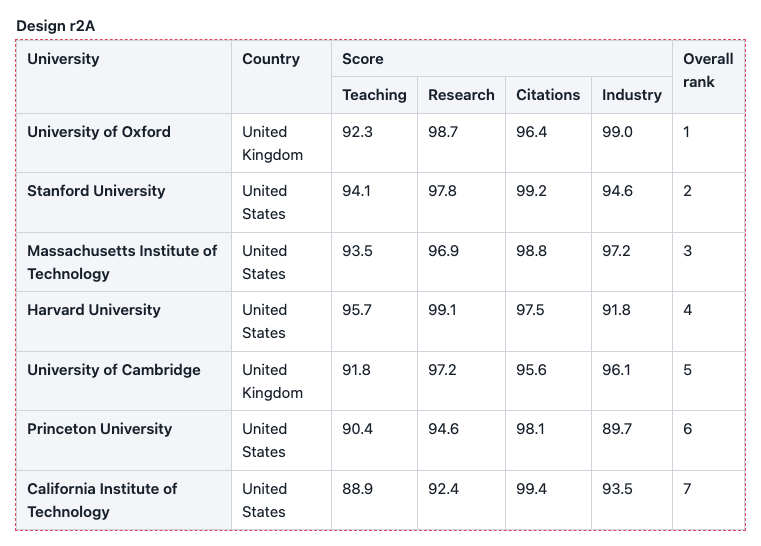 Design r2A
University Country Score Overall
rank
Teaching Research Citations Industry
University of Oxford United 92.3 98.7 96.4 99.0 1
Kingdom
Stanford University United 94.1 97.8 99.2 94.6 2
States
Massachusetts Institute of United 93.5 96.9 98.8 97.2 3
Technology States
Harvard University United 95.7 99.1 97.5 91.8 4
States
University of Cambridge United 91.8 97.2 95.6 96.1 5
Kingdom
Princeton University United 90.4 94.6 98.1 89.7 6
States
California Institute of United 88.9 92.4 99.4 93.5 7
Technology States